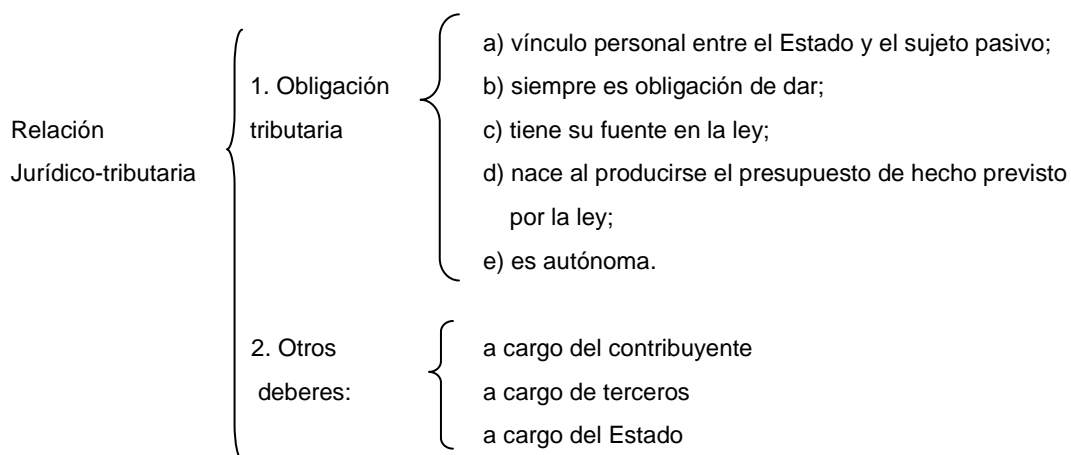 Relación
Jurídico-tributaria
1. Obligación
tributaria
a) vínculo personal entre el Estado y el sujeto pasivo;
b) siempre es obligación de dar;
c) tiene su fuente en la ley;
d) nace al producirse el presupuesto de hecho previsto
por la ley;
e) es autónoma.
2. Otros
deberes:
a cargo del contribuyente
a cargo de terceros
a cargo del Estado